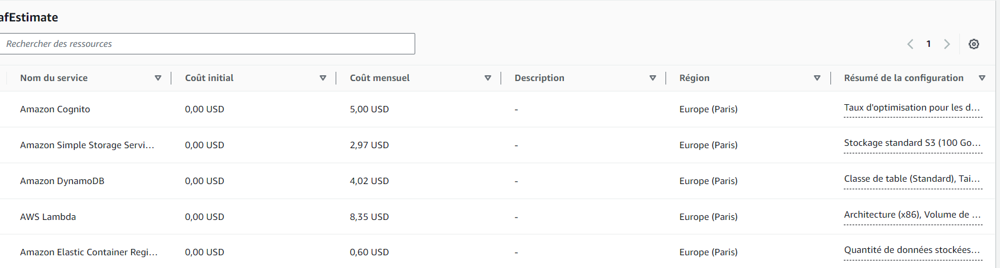 afEstimate
Rechercher des ressources
1
Nom du service Coût initial Coût mensuel Description Région Résumé de la configuration
Amazon Cognito 0,00 USD 5,00 USD - Europe (Paris) Taux d'optimisation pour les d...
Amazon Simple Storage Servi... 0,00 USD 2,97 USD - Europe (Paris) Stockage standard S3 (100 Go...
Amazon DynamoDB 0,00 USD 4,02 USD - Europe (Paris) Classe de table (Standard), Tai...
AWS Lambda 0,00 USD 8,35 USD - Europe (Paris) Architecture (x86), Volume de ...
Amazon Elastic Container Regi... 0,00 USD 0,60 USD - Europe (Paris) Quantité de données stockées...